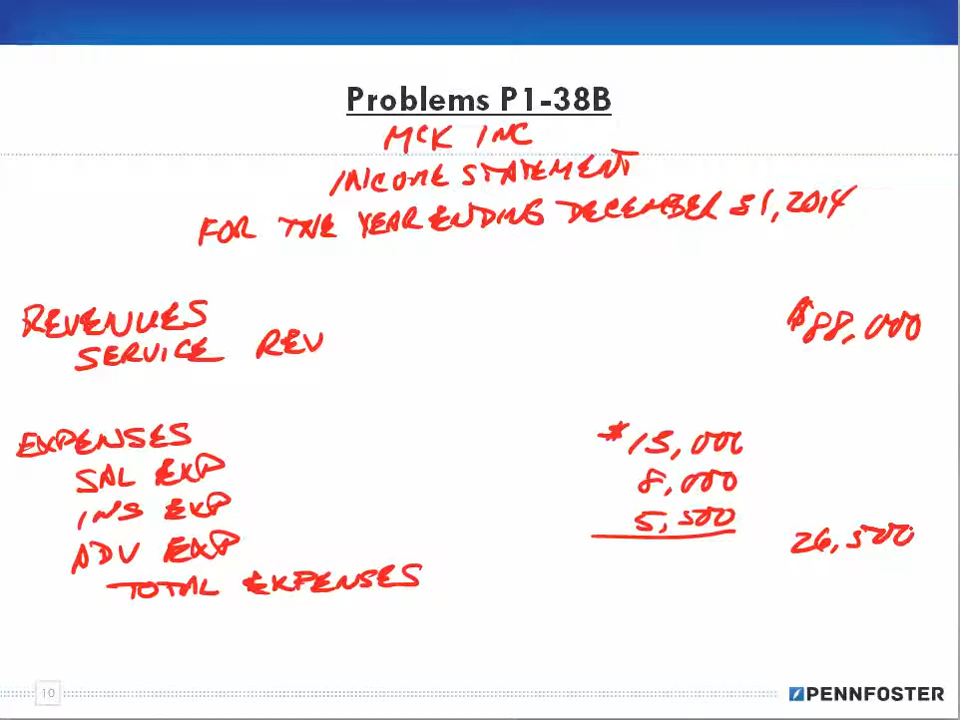 Problems P1-38B
MCK INC
INCOME STATEMENT
FOR THE YEAR ENDING DECEMBER 31, 2014
REVENUES
SERVICE REV $88,000
EXPENSES
SAL EXP $13,000
INS EXP 8,000
ADV EXP 5,500
TOTAL EXPENSES 26,500
10
PENNFOSTER